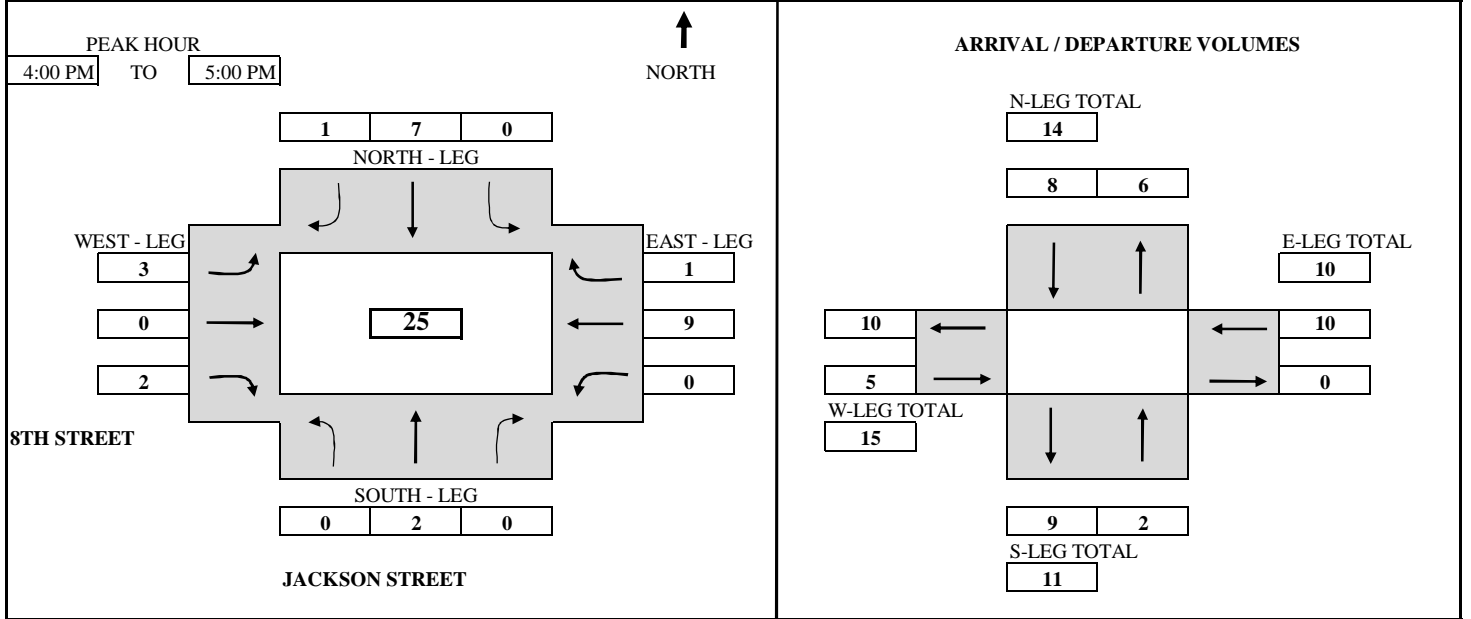 PEAK HOUR
4:00 PM TO 5:00 PM
NORTH
1 7 0
NORTH - LEG
WEST - LEG
EAST - LEG
3
1
0
25
9
2
0
8TH STREET
SOUTH - LEG
0 2 0
JACKSON STREET
ARRIVAL / DEPARTURE VOLUMES
N-LEG TOTAL
14
8 6
E-LEG TOTAL
10
10
10
5
0
W-LEG TOTAL
15
9 2
S-LEG TOTAL
11